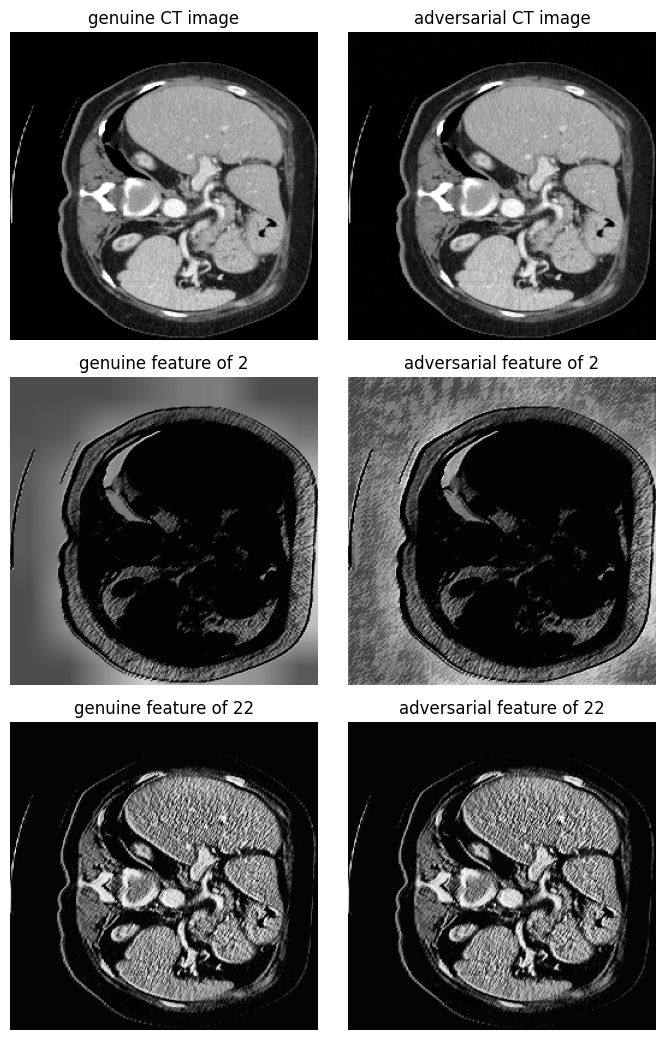 genuine CT image
adversarial CT image
genuine feature of 2
adversarial feature of 2
genuine feature of 22
adversarial feature of 22